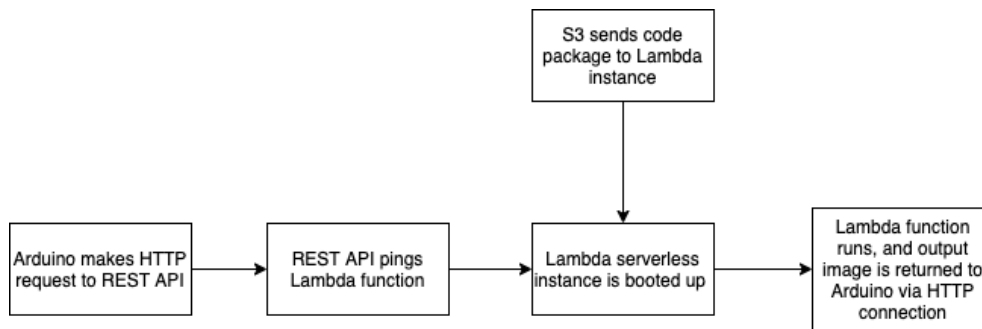 S3 sends code
package to Lambda
instance
Arduino makes HTTP
request to REST API
REST API pings
Lambda function
Lambda serverless
instance is booted up
Lambda function
runs, and output
image is returned to
Arduino via HTTP
connection